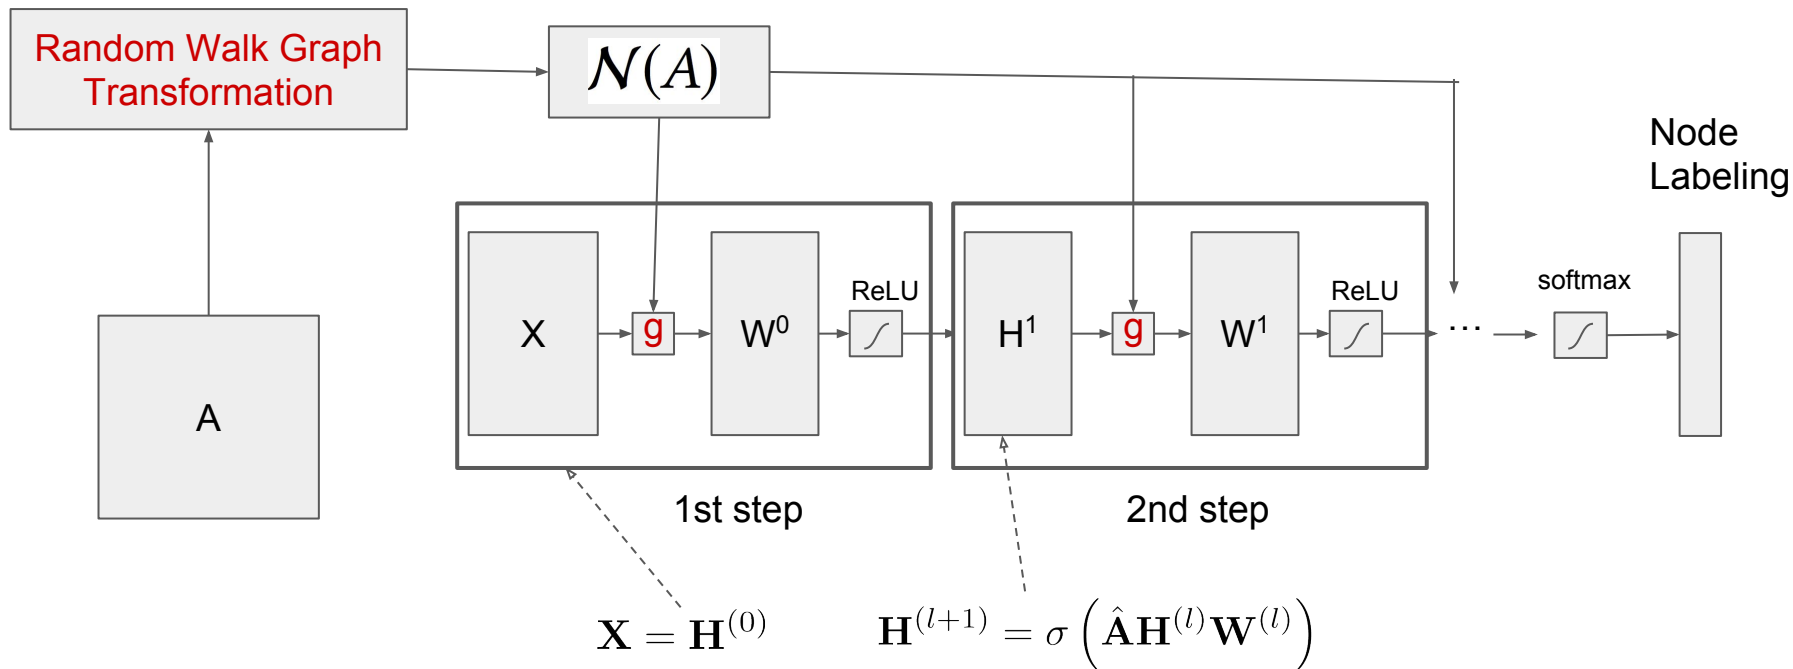 Random Walk Graph
Transformation
𝒩(A)
Node
Labeling
X
g
W⁰
ReLU
H¹
g
W¹
ReLU
...
softmax
A
1st step
2nd step
X = H⁽⁰⁾
H⁽ˡ⁺¹⁾ = σ (ÂH⁽ˡ⁾W⁽ˡ⁾)